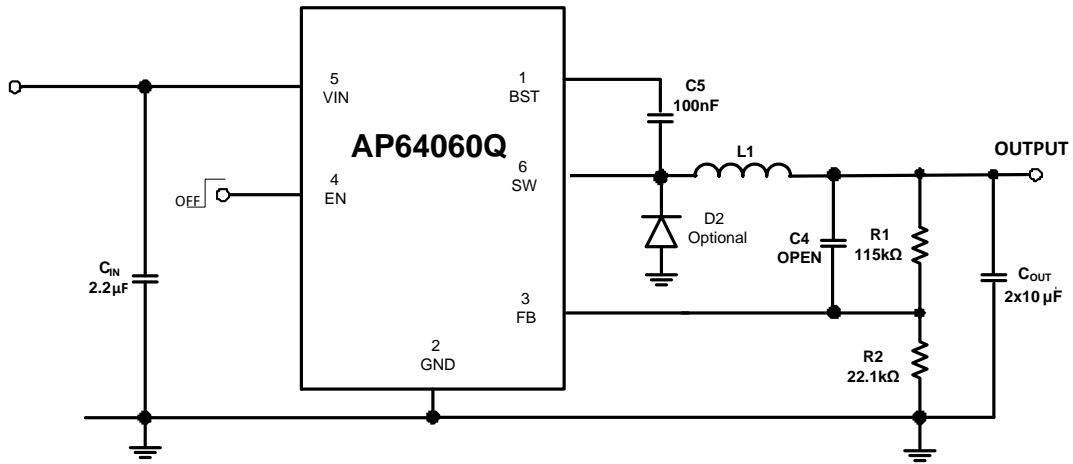 5
VIN
1
BST
C5
100nF
AP64060Q
L1
OUTPUT
6
SW
4
EN
OFF
D2
Optional
C4
OPEN
R1
115kΩ
CIN
2.2µF
COUT
2x10 µF
3
FB
2
GND
R2
22.1kΩ